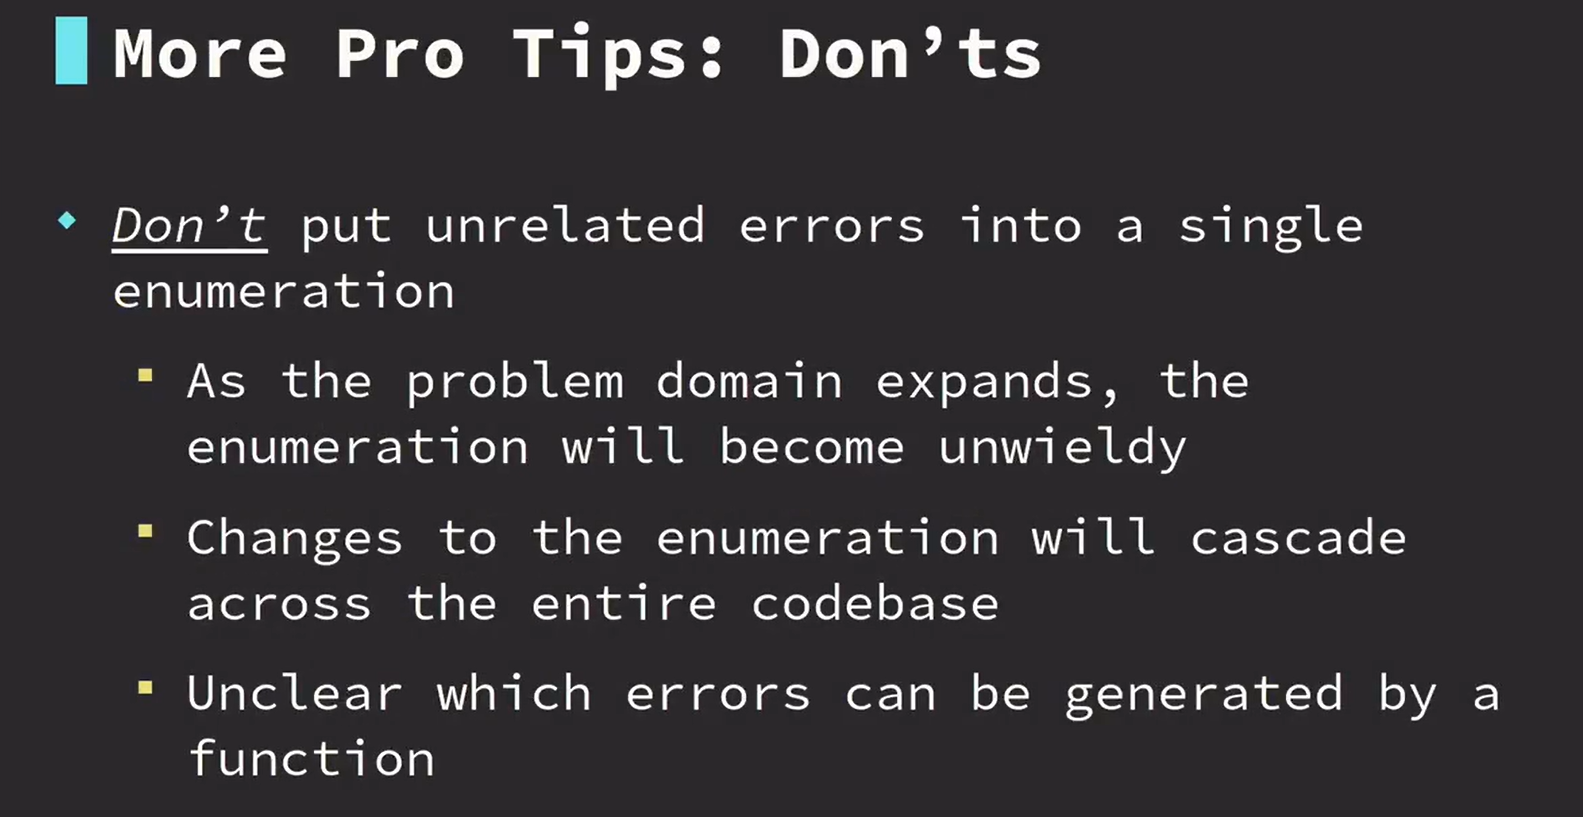 More Pro Tips: Don’ts
Don’t put unrelated errors into a single
enumeration
As the problem domain expands, the
enumeration will become unwieldy
Changes to the enumeration will cascade
across the entire codebase
Unclear which errors can be generated by a
function